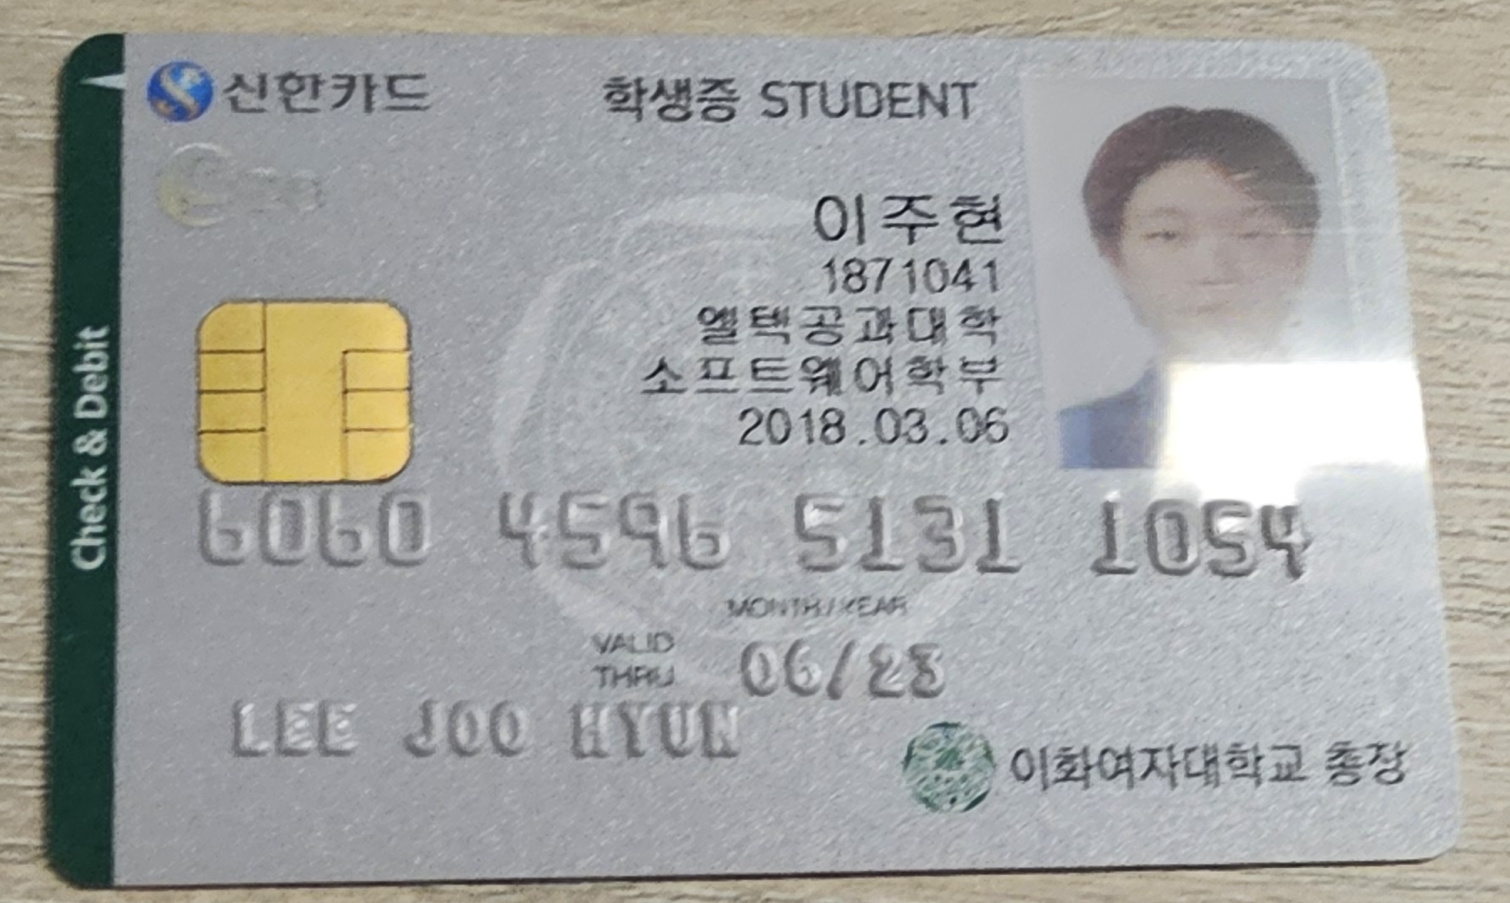 신한카드
학생증 STUDENT
이주현
1871041
엘텍공과대학
소프트웨어학부
2018.03.06
Check & Debit
6060 4596 5131 1054
MONTH/YEAR
VALID THRU 06/23
LEE JOO HYUN
이화여자대학교 총장